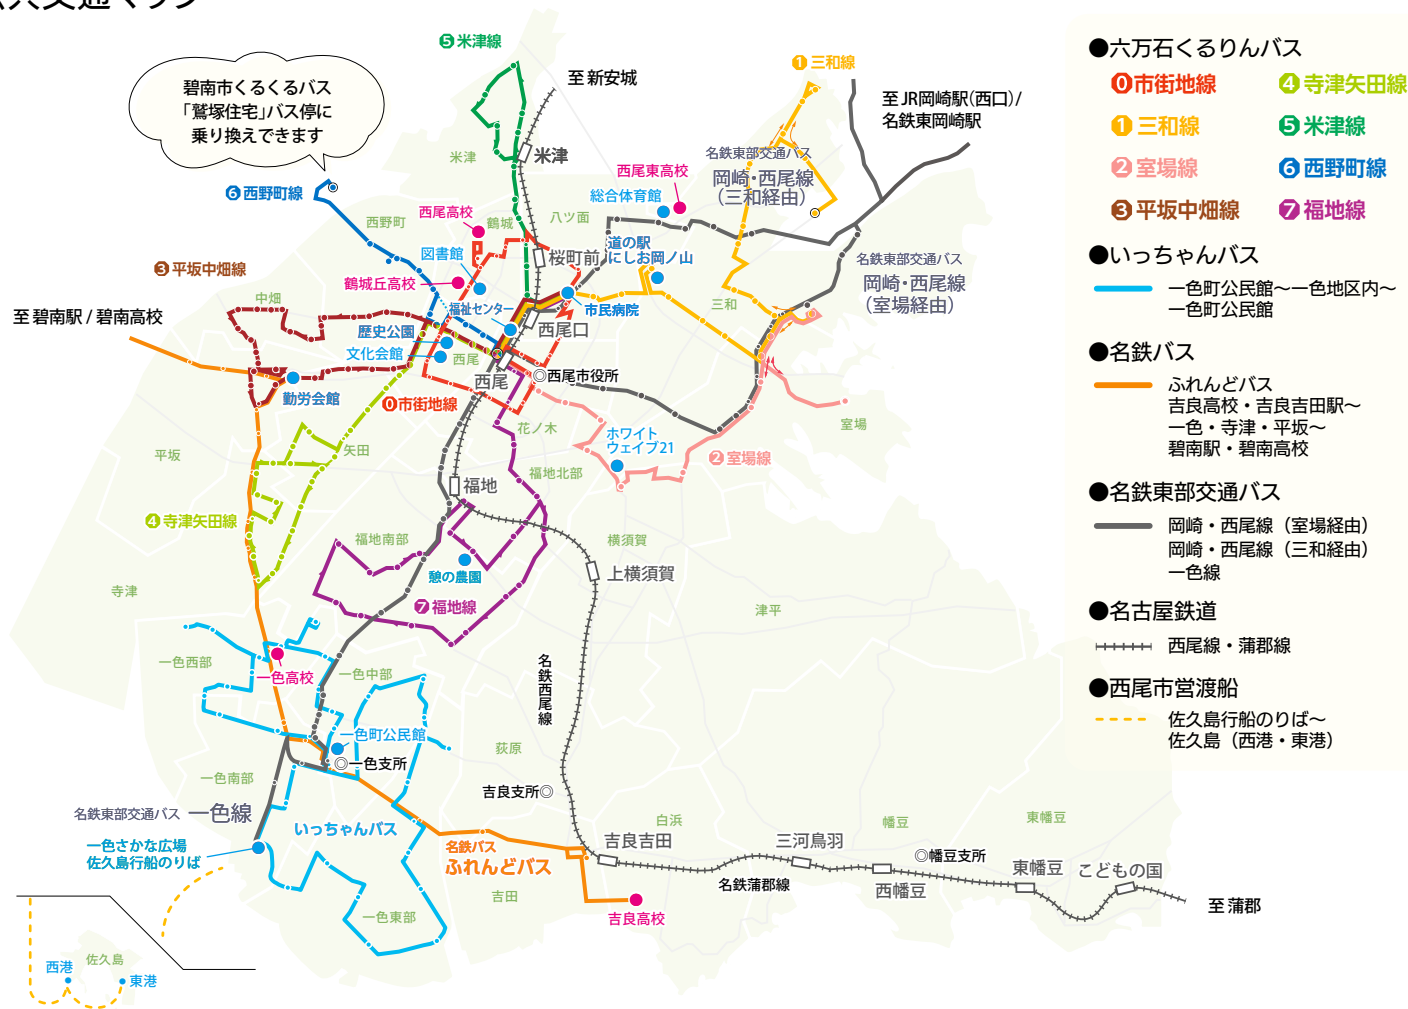 公共交通マップ
碧南市くるくるバス
「鷲塚住宅」バス停に
乗り換えできます
❺米津線
至 新安城
❶三和線
至 JR岡崎駅（西口）/
名鉄東岡崎駅
米津
米津
名鉄東部交通バス
岡崎・西尾線
（三和経由）
西尾東高校
総合体育館
❻西野町線
西野町
西尾高校
鶴城
八ツ面
図書館
桜町前
道の駅
にしお岡ノ山
名鉄東部交通バス
岡崎・西尾線
（室場経由）
❸平坂中畑線
中畑
鶴城丘高校
福祉センター
市民病院
三和
至 碧南駅 / 碧南高校
歴史公園
西尾口
文化会館
西尾
西尾
◎西尾市役所
勤労会館
⓿市街地線
花ノ木
ホワイト
ウェイブ21
室場
❷室場線
平坂
矢田
福地北部
福地
❹寺津矢田線
福地南部
横須賀
憩の農園
上横須賀
寺津
❼福地線
津平
一色西部
一色高校
一色中部
名鉄西尾線
一色町公民館
荻原
◎一色支所
一色南部
吉良支所◎
名鉄東部交通バス 一色線
いっちゃんバス
白浜
幡豆
東幡豆
一色さかな広場
佐久島行船のりば
名鉄バス
ふれんどバス
吉良吉田
三河鳥羽
◎幡豆支所
東幡豆
こどもの国
名鉄蒲郡線
西幡豆
吉田
至 蒲郡
一色東部
吉良高校
佐久島
西港
東港
●六万石くるりんバス
⓿市街地線
❹寺津矢田線
❶三和線
❺米津線
❷室場線
❻西野町線
❸平坂中畑線
❼福地線
●いっちゃんバス
一色町公民館～一色地区内～
一色町公民館
●名鉄バス
ふれんどバス
吉良高校・吉良吉田駅～
一色・寺津・平坂～
碧南駅・碧南高校
●名鉄東部交通バス
岡崎・西尾線（室場経由）
岡崎・西尾線（三和経由）
一色線
●名古屋鉄道
西尾線・蒲郡線
●西尾市営渡船
佐久島行船のりば～
佐久島（西港・東港）